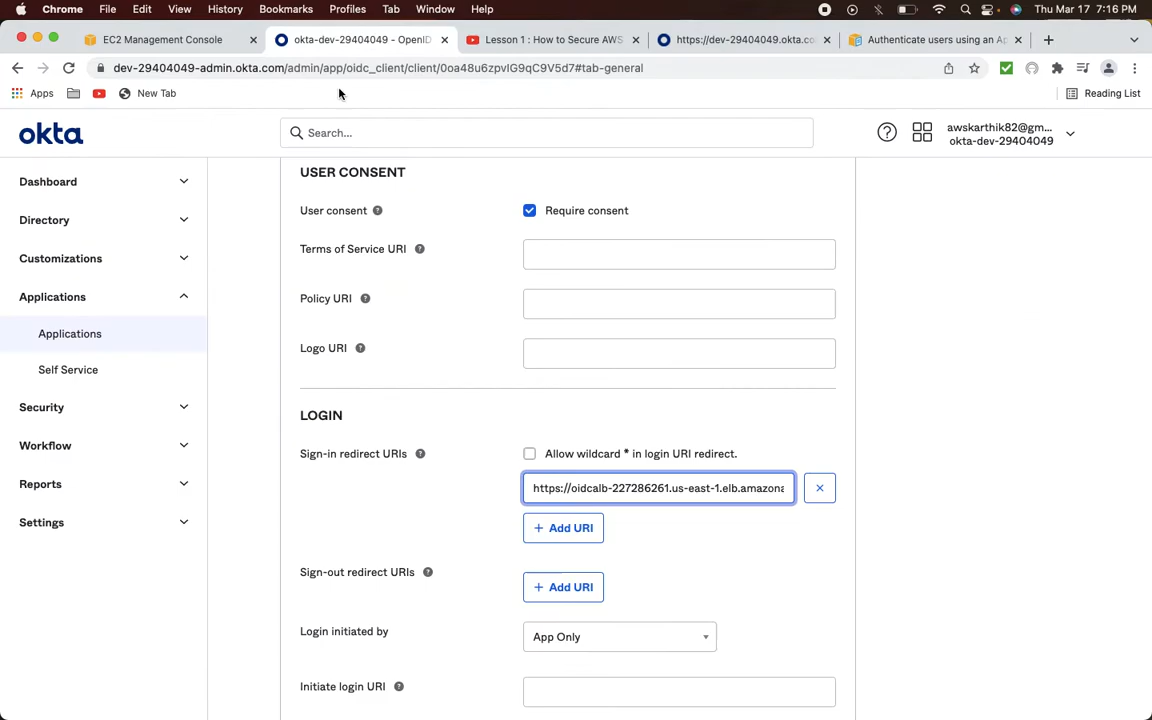 Chrome File Edit View History Bookmarks Profiles Tab Window Help Thu Mar 17 7:16 PM
EC2 Management Console okta-dev-29404049 - OpenID Lesson 1 : How to Secure AWS https://dev-29404049.okta.co Authenticate users using an Ap
dev-29404049-admin.okta.com/admin/app/oidc_client/client/0oa48u6zpvIG9qC9V5d7#tab-general
Apps New Tab Reading List
okta Search... awskarthik82@gm...
okta-dev-29404049
Dashboard
Directory
Customizations
Applications
Applications
Self Service
Security
Workflow
Reports
Settings
USER CONSENT
User consent Require consent
Terms of Service URI
Policy URI
Logo URI
LOGIN
Sign-in redirect URIs Allow wildcard * in login URI redirect.
https://oidcalb-227286261.us-east-1.elb.amazona
+ Add URI
Sign-out redirect URIs + Add URI
Login initiated by App Only
Initiate login URI